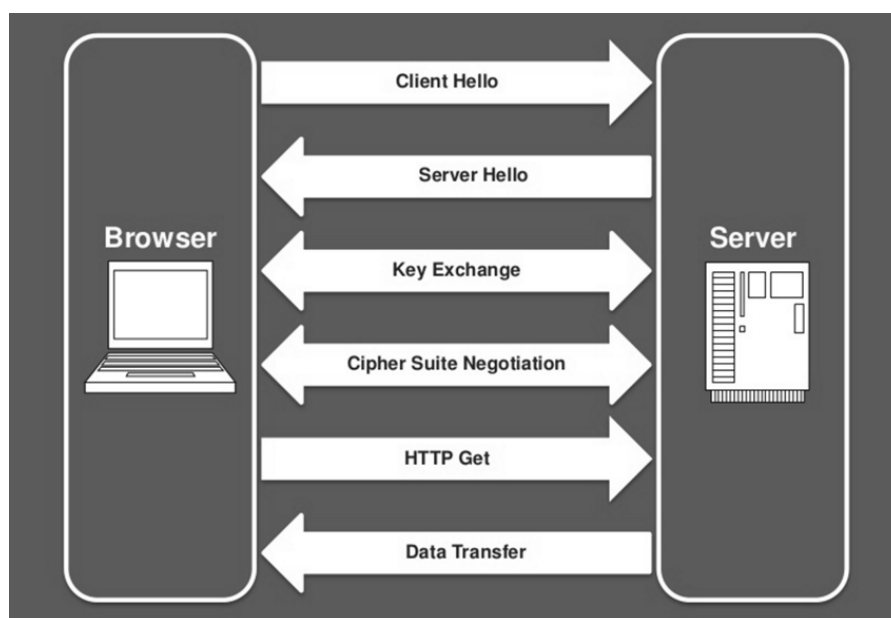 Client Hello
Server Hello
Browser
Server
Key Exchange
Cipher Suite Negotiation
HTTP Get
Data Transfer